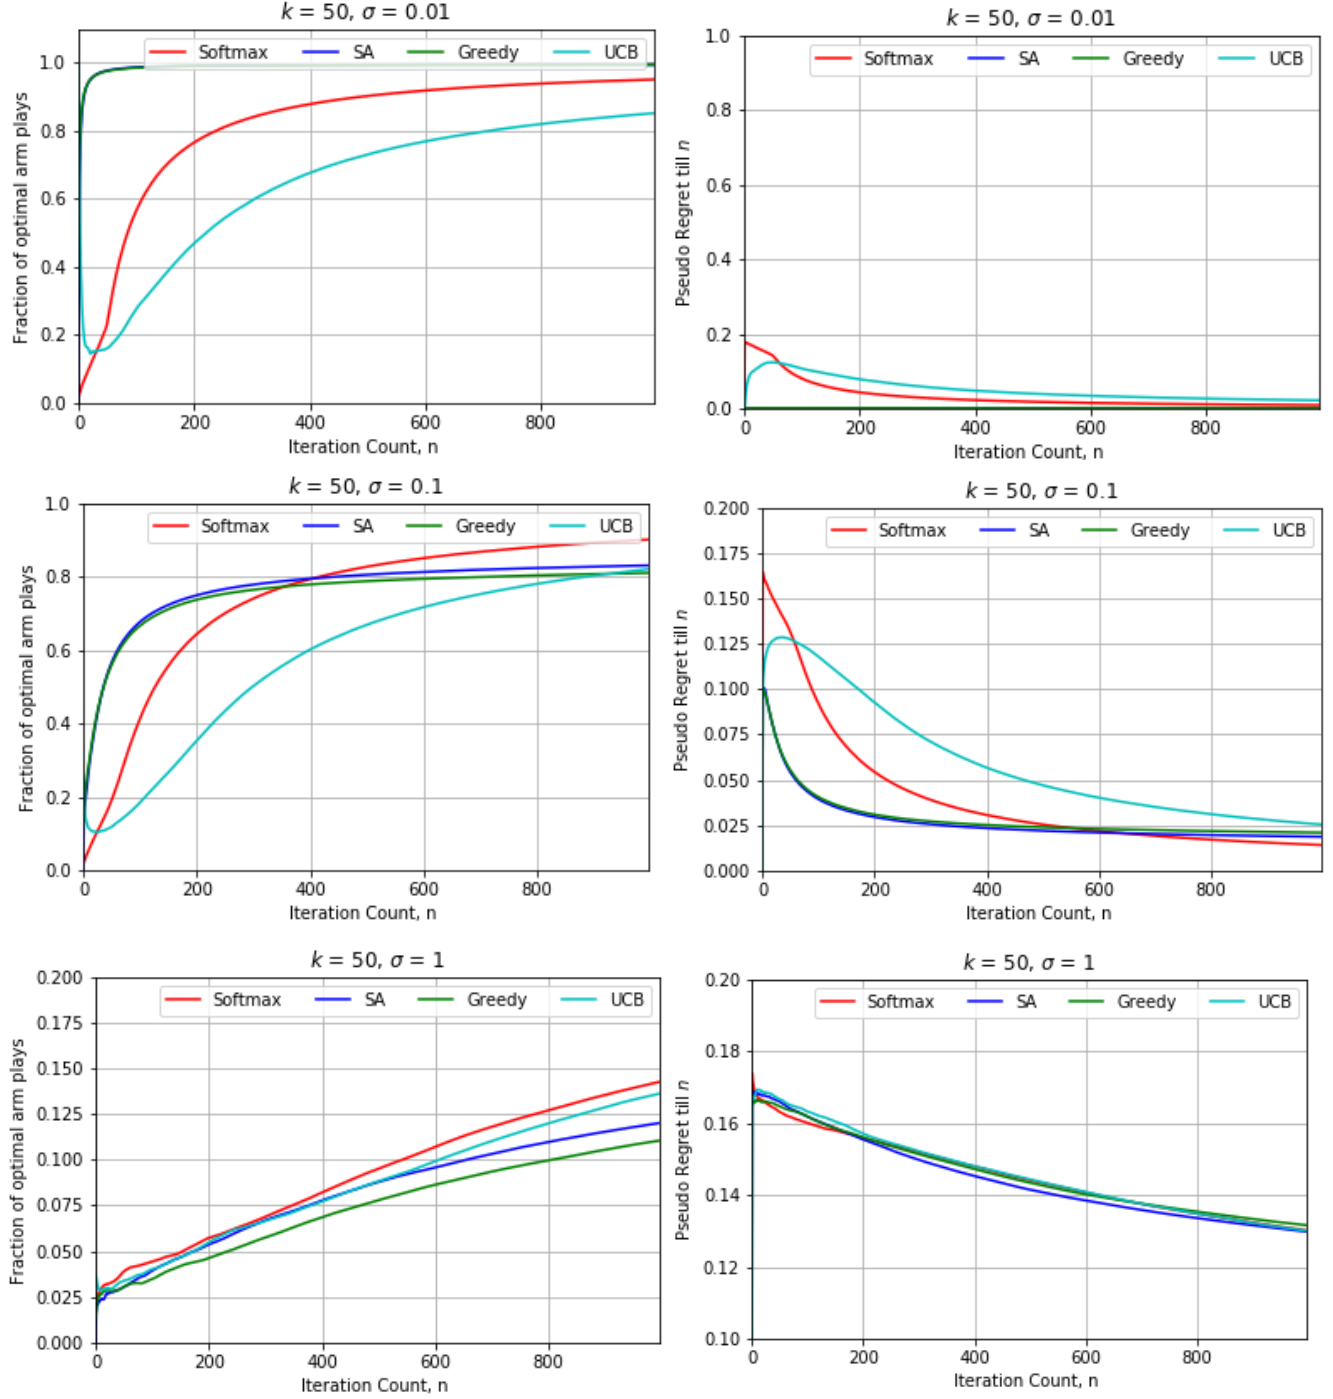 k = 50, σ = 0.01
Softmax SA Greedy UCB
Fraction of optimal arm plays
1.0
0.8
0.6
0.4
0.2
0.0
0 200 400 600 800
Iteration Count, n
k = 50, σ = 0.01
Softmax SA Greedy UCB
Pseudo Regret till n
1.0
0.8
0.6
0.4
0.2
0.0
0 200 400 600 800
Iteration Count, n
k = 50, σ = 0.1
Softmax SA Greedy UCB
Fraction of optimal arm plays
1.0
0.8
0.6
0.4
0.2
0.0
0 200 400 600 800
Iteration Count, n
k = 50, σ = 0.1
Softmax SA Greedy UCB
Pseudo Regret till n
0.200
0.175
0.150
0.125
0.100
0.075
0.050
0.025
0.000
0 200 400 600 800
Iteration Count, n
k = 50, σ = 1
Softmax SA Greedy UCB
Fraction of optimal arm plays
0.200
0.175
0.150
0.125
0.100
0.075
0.050
0.025
0.000
0 200 400 600 800
Iteration Count, n
k = 50, σ = 1
Softmax SA Greedy UCB
Pseudo Regret till n
0.20
0.18
0.16
0.14
0.12
0.10
0 200 400 600 800
Iteration Count, n